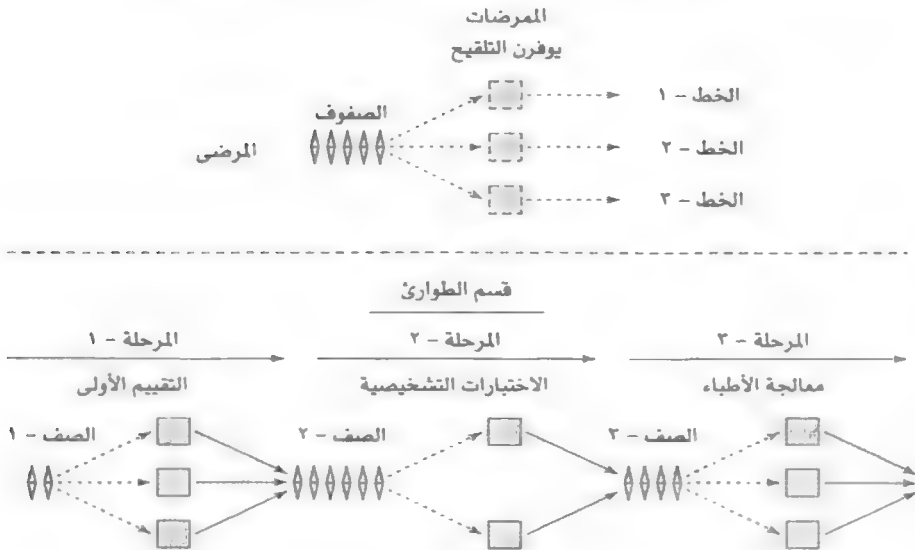 الممرضات
يوفرن التلقيح
الخط - ١
الصفوف
المرضى
الخط - ٢
الخط - ٣
قسم الطوارئ
المرحلة - ١
المرحلة - ٢
المرحلة - ٣
التقييم الأولى
الاختبارات التشخيصية
معالجة الأطباء
الصف - ١
الصف - ٢
الصف - ٣